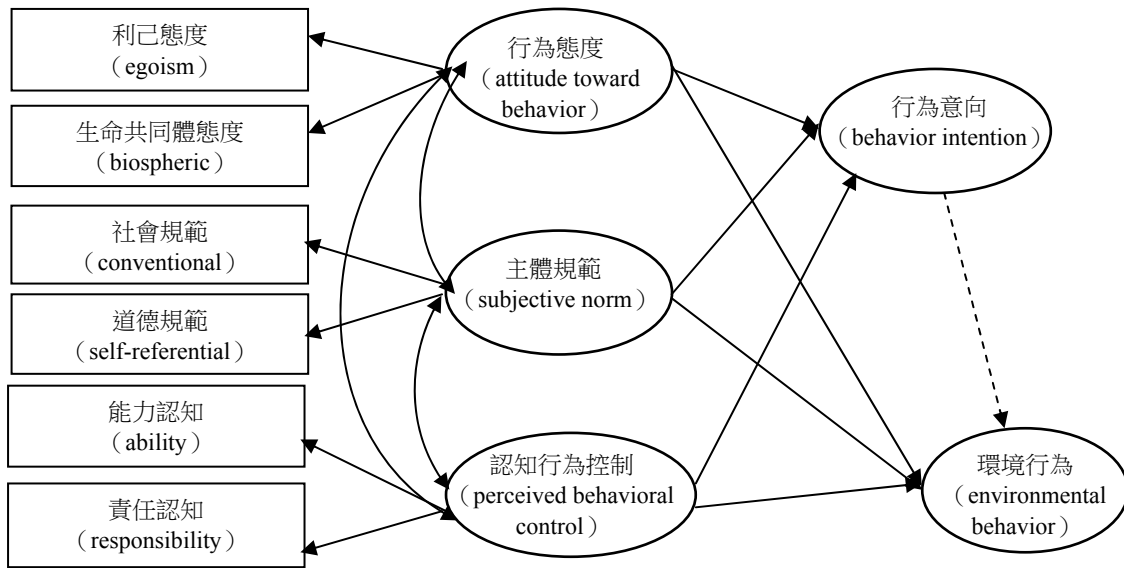 利己態度
（egoism）
生命共同體態度
（biospheric）
社會規範
（conventional）
道德規範
（self-referential）
能力認知
（ability）
責任認知
（responsibility）
行為態度
（attitude toward
behavior）
主體規範
（subjective norm）
認知行為控制
（perceived behavioral
control）
行為意向
（behavior intention）
環境行為
（environmental
behavior）